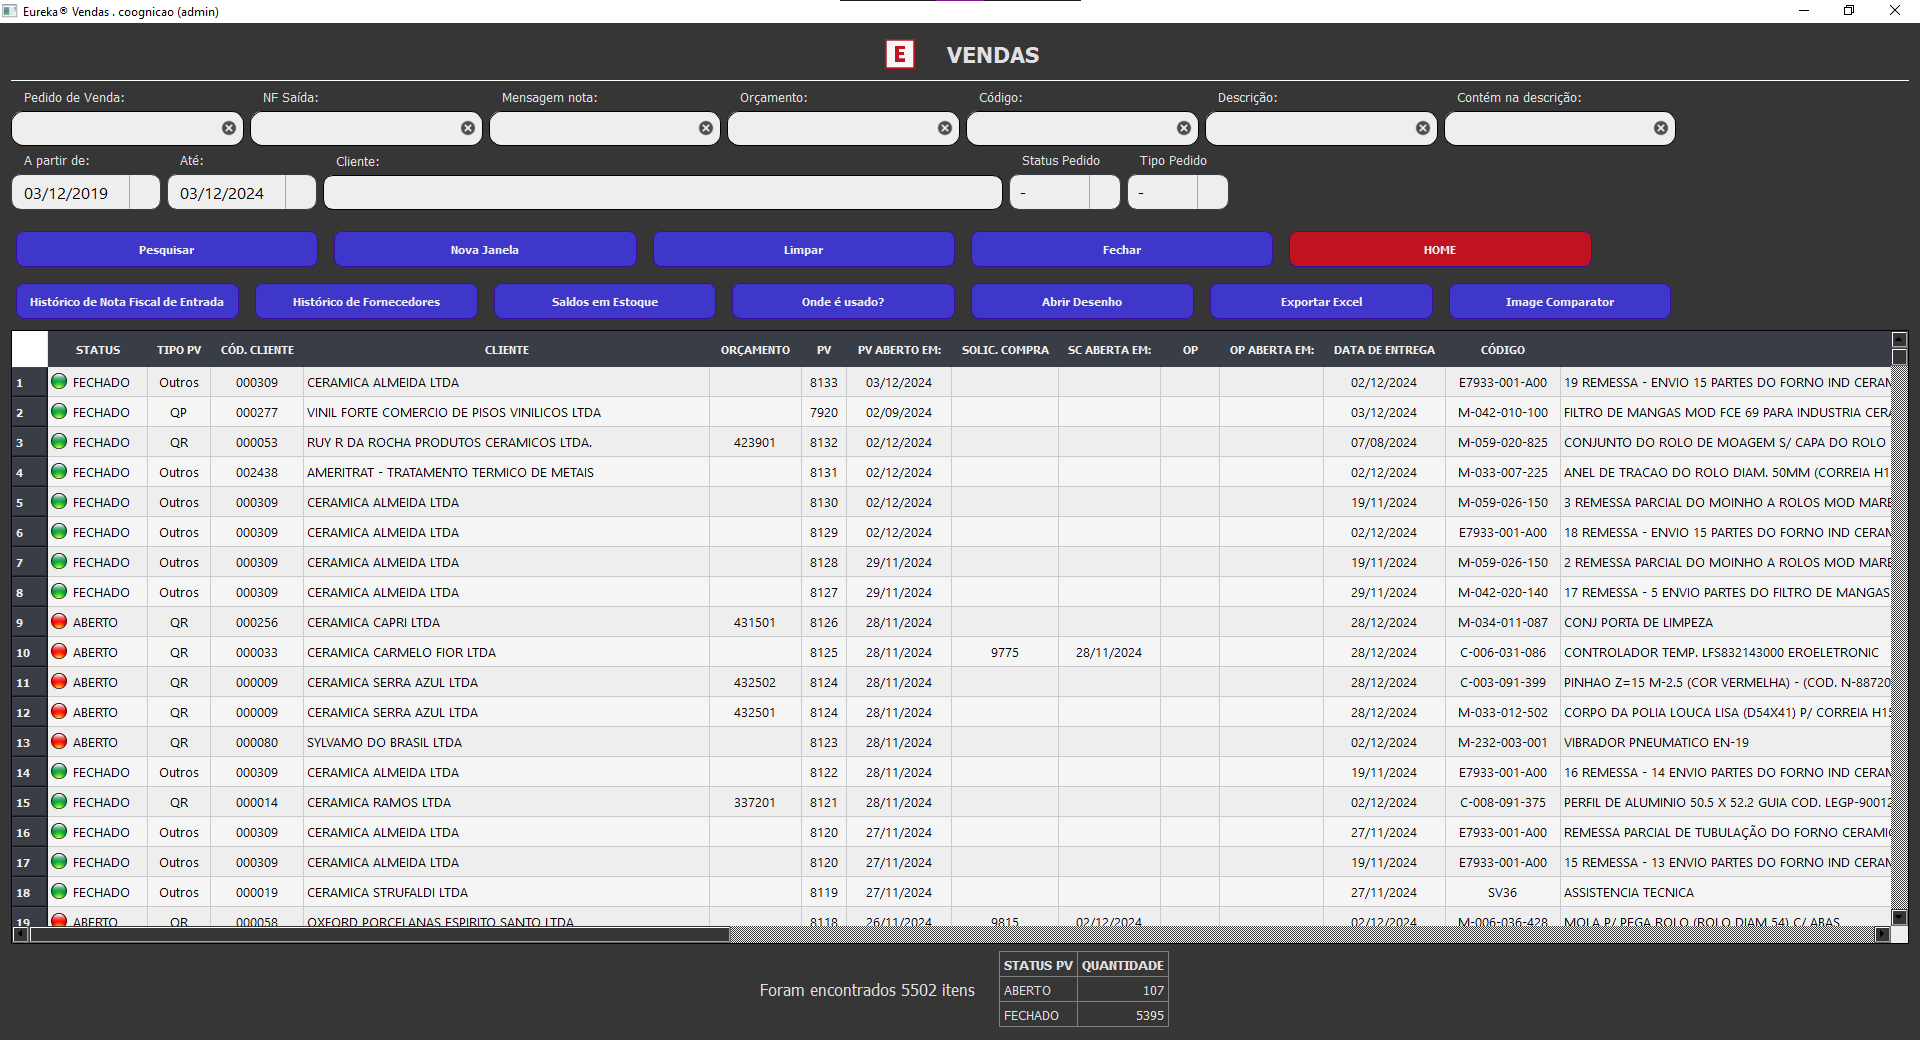 Eureka® Vendas . coognicao (admin)
E VENDAS
Pedido de Venda: NF Saída: Mensagem nota: Orçamento: Código: Descrição: Contém na descrição:
A partir de: Até: Cliente: Status Pedido Tipo Pedido
03/12/2019 03/12/2024 - -
Pesquisar Nova Janela Limpar Fechar HOME
Histórico de Nota Fiscal de Entrada Histórico de Fornecedores Saldos em Estoque Onde é usado? Abrir Desenho Exportar Excel Image Comparator
STATUS TIPO PV CÓD. CLIENTE CLIENTE ORÇAMENTO PV PV ABERTO EM: SOLIC. COMPRA SC ABERTA EM: OP OP ABERTA EM: DATA DE ENTREGA CÓDIGO
1 FECHADO Outros 000309 CERAMICA ALMEIDA LTDA 8133 03/12/2024 02/12/2024 E7933-001-A00 19 REMESSA - ENVIO 15 PARTES DO FORNO IND CERAM
2 FECHADO QP 000277 VINIL FORTE COMERCIO DE PISOS VINILICOS LTDA 7920 02/09/2024 03/12/2024 M-042-010-100 FILTRO DE MANGAS MOD FCE 69 PARA INDUSTRIA CERA
3 FECHADO QR 000053 RUY R DA ROCHA PRODUTOS CERAMICOS LTDA. 423901 8132 02/12/2024 07/08/2024 M-059-020-825 CONJUNTO DO ROLO DE MOAGEM S/ CAPA DO ROLO
4 FECHADO Outros 002438 AMERITRAT - TRATAMENTO TERMICO DE METAIS 8131 02/12/2024 02/12/2024 M-033-007-225 ANEL DE TRACAO DO ROLO DIAM. 50MM (CORREIA H1
5 FECHADO Outros 000309 CERAMICA ALMEIDA LTDA 8130 02/12/2024 19/11/2024 M-059-026-150 3 REMESSA PARCIAL DO MOINHO A ROLOS MOD MARE
6 FECHADO Outros 000309 CERAMICA ALMEIDA LTDA 8129 02/12/2024 02/12/2024 E7933-001-A00 18 REMESSA - ENVIO 15 PARTES DO FORNO IND CERAM
7 FECHADO Outros 000309 CERAMICA ALMEIDA LTDA 8128 29/11/2024 19/11/2024 M-059-026-150 2 REMESSA PARCIAL DO MOINHO A ROLOS MOD MARE
8 FECHADO Outros 000309 CERAMICA ALMEIDA LTDA 8127 29/11/2024 29/11/2024 M-042-020-140 17 REMESSA - 5 ENVIO PARTES DO FILTRO DE MANGAS
9 ABERTO QR 000256 CERAMICA CAPRI LTDA 431501 8126 28/11/2024 28/12/2024 M-034-011-087 CONJ PORTA DE LIMPEZA
10 ABERTO QR 000033 CERAMICA CARMELO FIOR LTDA 8125 28/11/2024 9775 28/11/2024 28/12/2024 C-006-031-086 CONTROLADOR TEMP. LFS832143000 EROELETRONIC
11 ABERTO QR 000009 CERAMICA SERRA AZUL LTDA 432502 8124 28/11/2024 28/12/2024 C-003-091-399 PINHAO Z=15 M-2.5 (COR VERMELHA) - (COD. N-88720
12 ABERTO QR 000009 CERAMICA SERRA AZUL LTDA 432501 8124 28/11/2024 28/12/2024 M-033-012-502 CORPO DA POLIA LOUCA LISA (D54X41) P/ CORREIA H15
13 ABERTO QR 000080 SYLVAMO DO BRASIL LTDA 8123 28/11/2024 02/12/2024 M-232-003-001 VIBRADOR PNEUMATICO EN-19
14 FECHADO Outros 000309 CERAMICA ALMEIDA LTDA 8122 28/11/2024 19/11/2024 E7933-001-A00 16 REMESSA - 14 ENVIO PARTES DO FORNO IND CERAM
15 FECHADO QR 000014 CERAMICA RAMOS LTDA 337201 8121 28/11/2024 02/12/2024 C-008-091-375 PERFIL DE ALUMINIO 50.5 X 52.2 GUIA COD. LEGP-90012
16 FECHADO Outros 000309 CERAMICA ALMEIDA LTDA 8120 27/11/2024 27/11/2024 E7933-001-A00 REMESSA PARCIAL DE TUBULAÇÃO DO FORNO CERAMIC
17 FECHADO Outros 000309 CERAMICA ALMEIDA LTDA 8120 27/11/2024 19/11/2024 E7933-001-A00 15 REMESSA - 13 ENVIO PARTES DO FORNO IND CERAM
18 FECHADO Outros 000019 CERAMICA STRUFALDI LTDA 8119 27/11/2024 27/11/2024 SV36 ASSISTENCIA TECNICA
19 ABERTO QR 000058 OXFORD PORCELANAS ESPIRITO SANTO LTDA 8118 26/11/2024 9815 02/12/2024 02/12/2024 M-006-036-428 MOLA P/ PEGA ROLO (ROLO DIAM 54) C/ ABAS
Foram encontrados 5502 itens
STATUS PV QUANTIDADE
ABERTO 107
FECHADO 5395